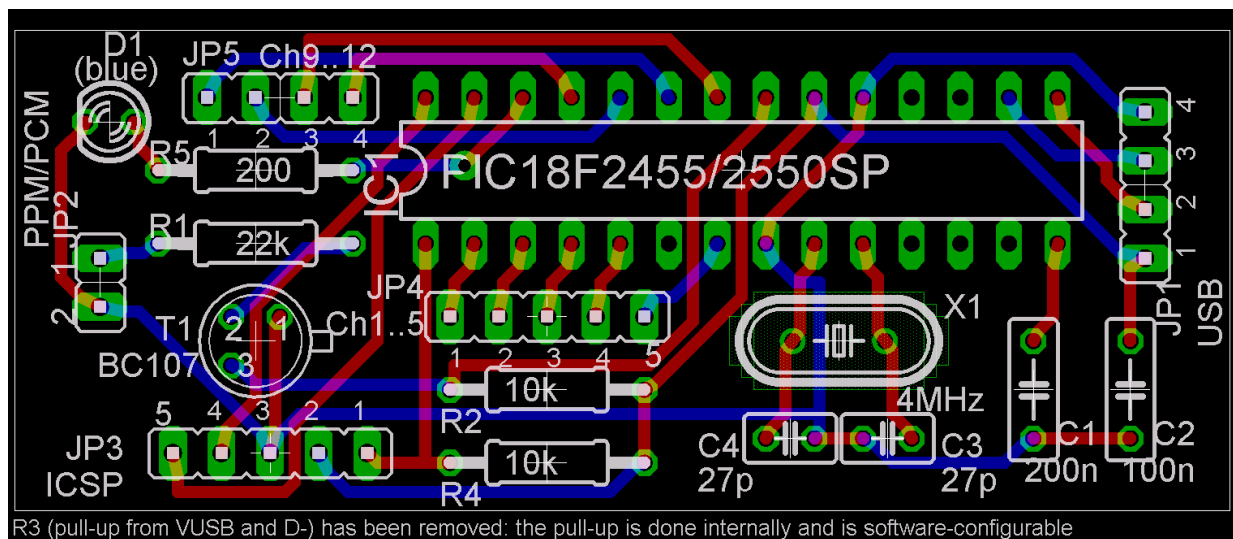 D1
(blue)
JP5
Ch9..12
1
2
3
4
PPM/PCM
JP2
1
2
R5
200
R1
22k
IC1
PIC18F2455/2550SP
4
3
2
1
JP1
USB
T1
BC107
2
1
3
Ch1..5
JP4
1
2
3
4
5
X1
4MHz
R2
10k
R4
10k
JP3
ICSP
5
4
3
2
1
C4
27p
C3
27p
C1
200n
C2
100n
R3 (pull-up from VUSB and D-) has been removed: the pull-up is done internally and is software-configurable